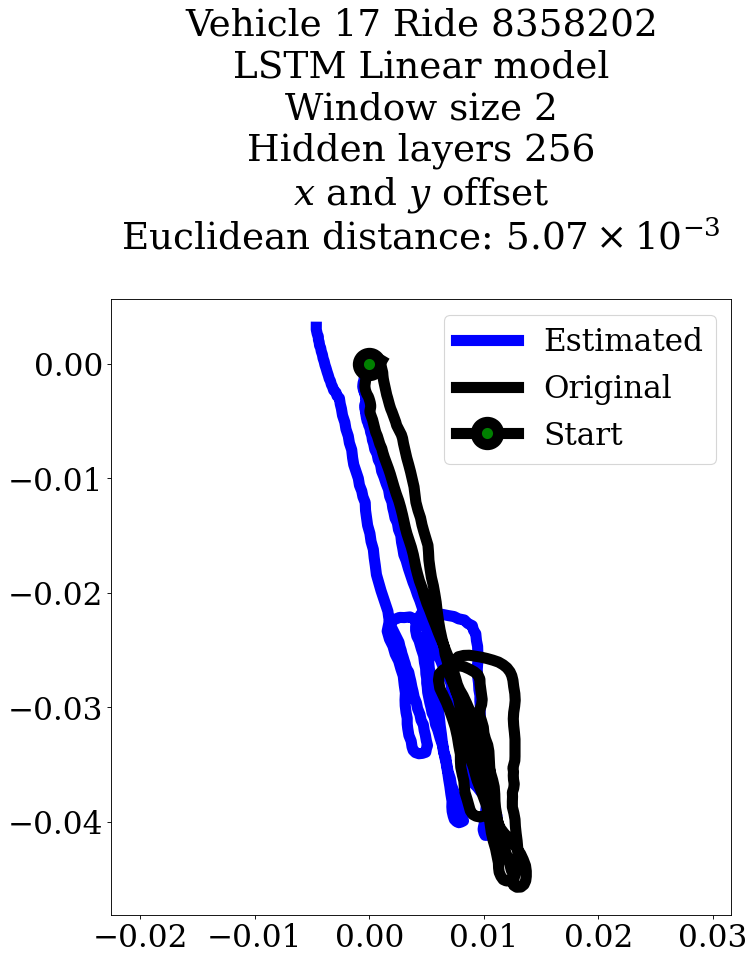 Vehicle 17 Ride 8358202
LSTM Linear model
Window size 2
Hidden layers 256
x and y offset
Euclidean distance: 5.07 × 10⁻³
Estimated
Original
Start
0.00
−0.01
−0.02
−0.03
−0.04
−0.02 −0.01 0.00 0.01 0.02 0.03